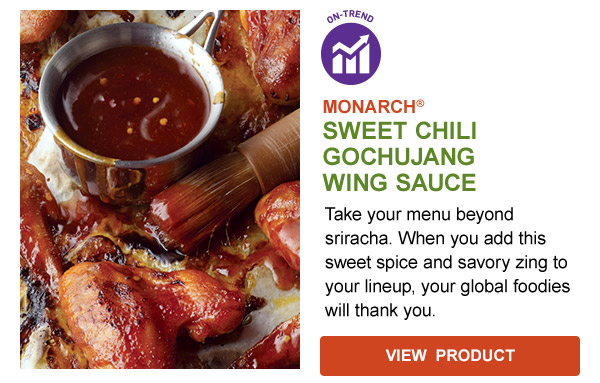 ON-TREND
MONARCH®
SWEET CHILI
GOCHUJANG
WING SAUCE
Take your menu beyond
sriracha. When you add this
sweet spice and savory zing to
your lineup, your global foodies
will thank you.
VIEW PRODUCT